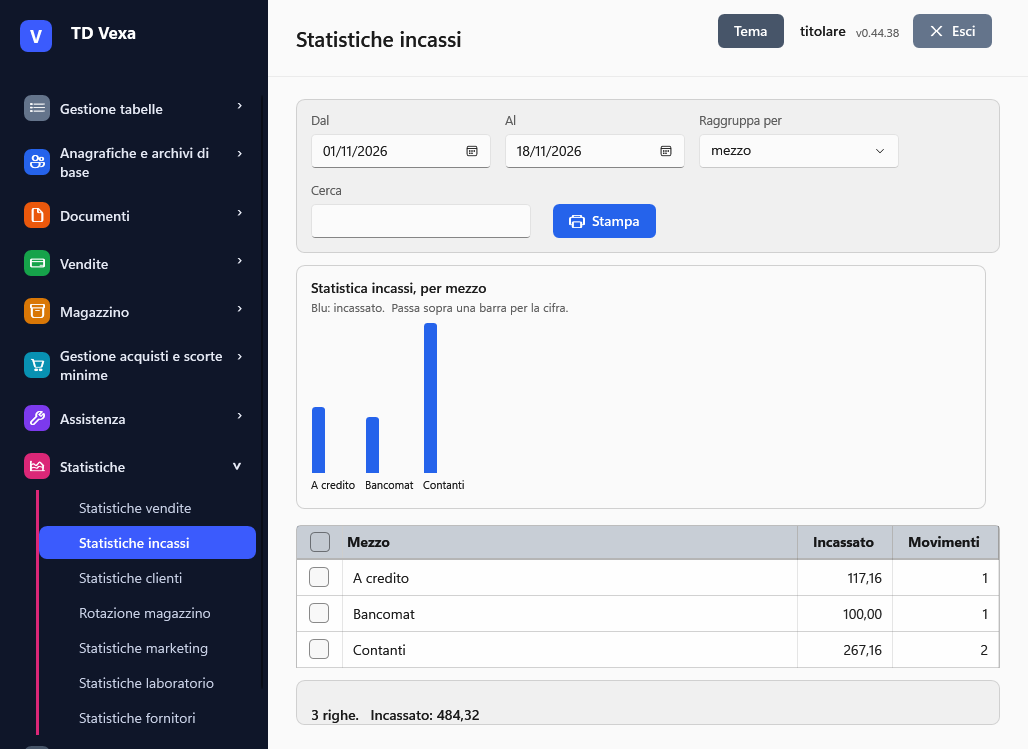 V
TD Vexa
Gestione tabelle
Anagrafiche e archivi di
base
Documenti
Vendite
Magazzino
Gestione acquisti e scorte
minime
Assistenza
Statistiche
Statistiche vendite
Statistiche incassi
Statistiche clienti
Rotazione magazzino
Statistiche marketing
Statistiche laboratorio
Statistiche fornitori
Statistiche incassi
Tema titolare v0.44.38 Esci
Dal Al Raggruppa per
01/11/2026 18/11/2026 mezzo
Cerca
Stampa
Statistica incassi, per mezzo
Blu: incassato. Passa sopra una barra per la cifra.
A credito Bancomat Contanti
Mezzo Incassato Movimenti
A credito 117,16 1
Bancomat 100,00 1
Contanti 267,16 2
3 righe. Incassato: 484,32